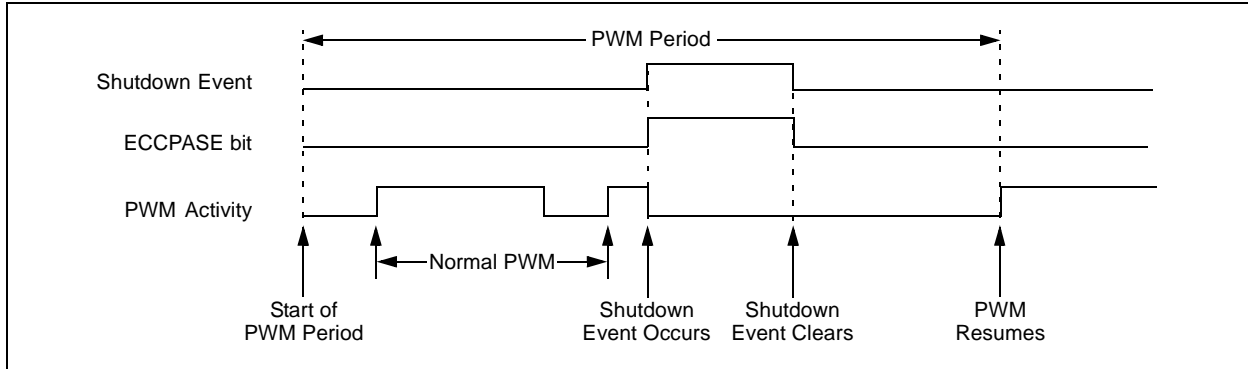 PWM Period
Shutdown Event
ECCPASE bit
PWM Activity
Normal PWM
Start of
PWM Period
Shutdown
Event Occurs
Shutdown
Event Clears
PWM
Resumes